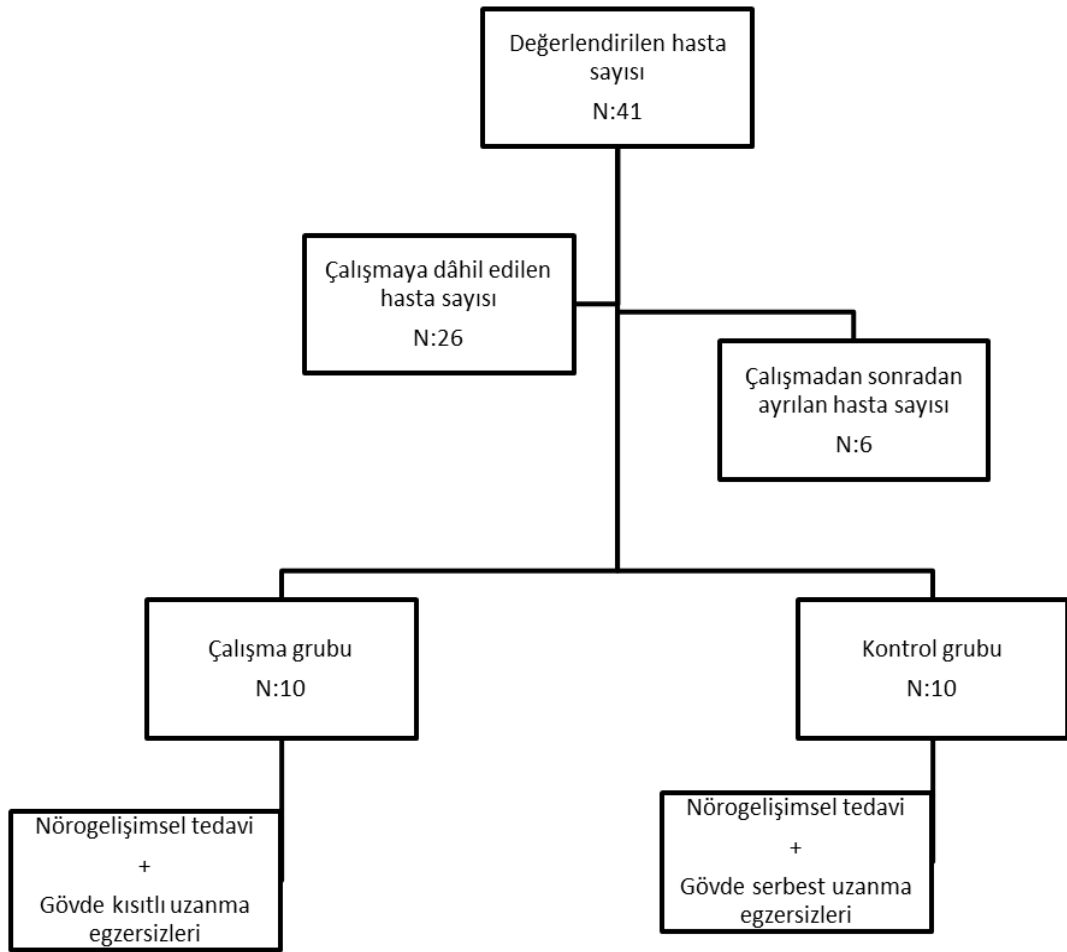 Değerlendirilen hasta
sayısı
N:41
Çalışmaya dâhil edilen
hasta sayısı
N:26
Çalışmadan sonradan
ayrılan hasta sayısı
N:6
Çalışma grubu
N:10
Kontrol grubu
N:10
Nörogelişimsel tedavi
+
Gövde kısıtlı uzanma
egzersizleri
Nörogelişimsel tedavi
+
Gövde serbest uzanma
egzersizleri